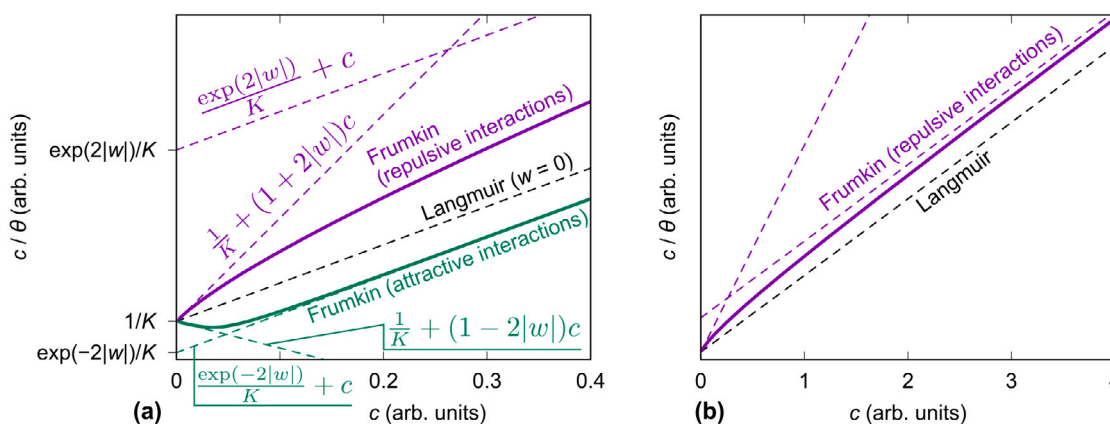 c / θ (arb. units)
exp(2|w|)/K
1/K
exp(−2|w|)/K
exp(2|w|)/K + c
1/K + (1 + 2|w|)c
Frumkin
(repulsive interactions)
Langmuir (w = 0)
Frumkin (attractive interactions)
1/K + (1 − 2|w|)c
exp(−2|w|)/K + c
0
0.2
0.3
0.4
(a)
c (arb. units)
c / θ (arb. units)
Frumkin (repulsive interactions)
Langmuir
0
1
2
3
4
(b)
c (arb. units)